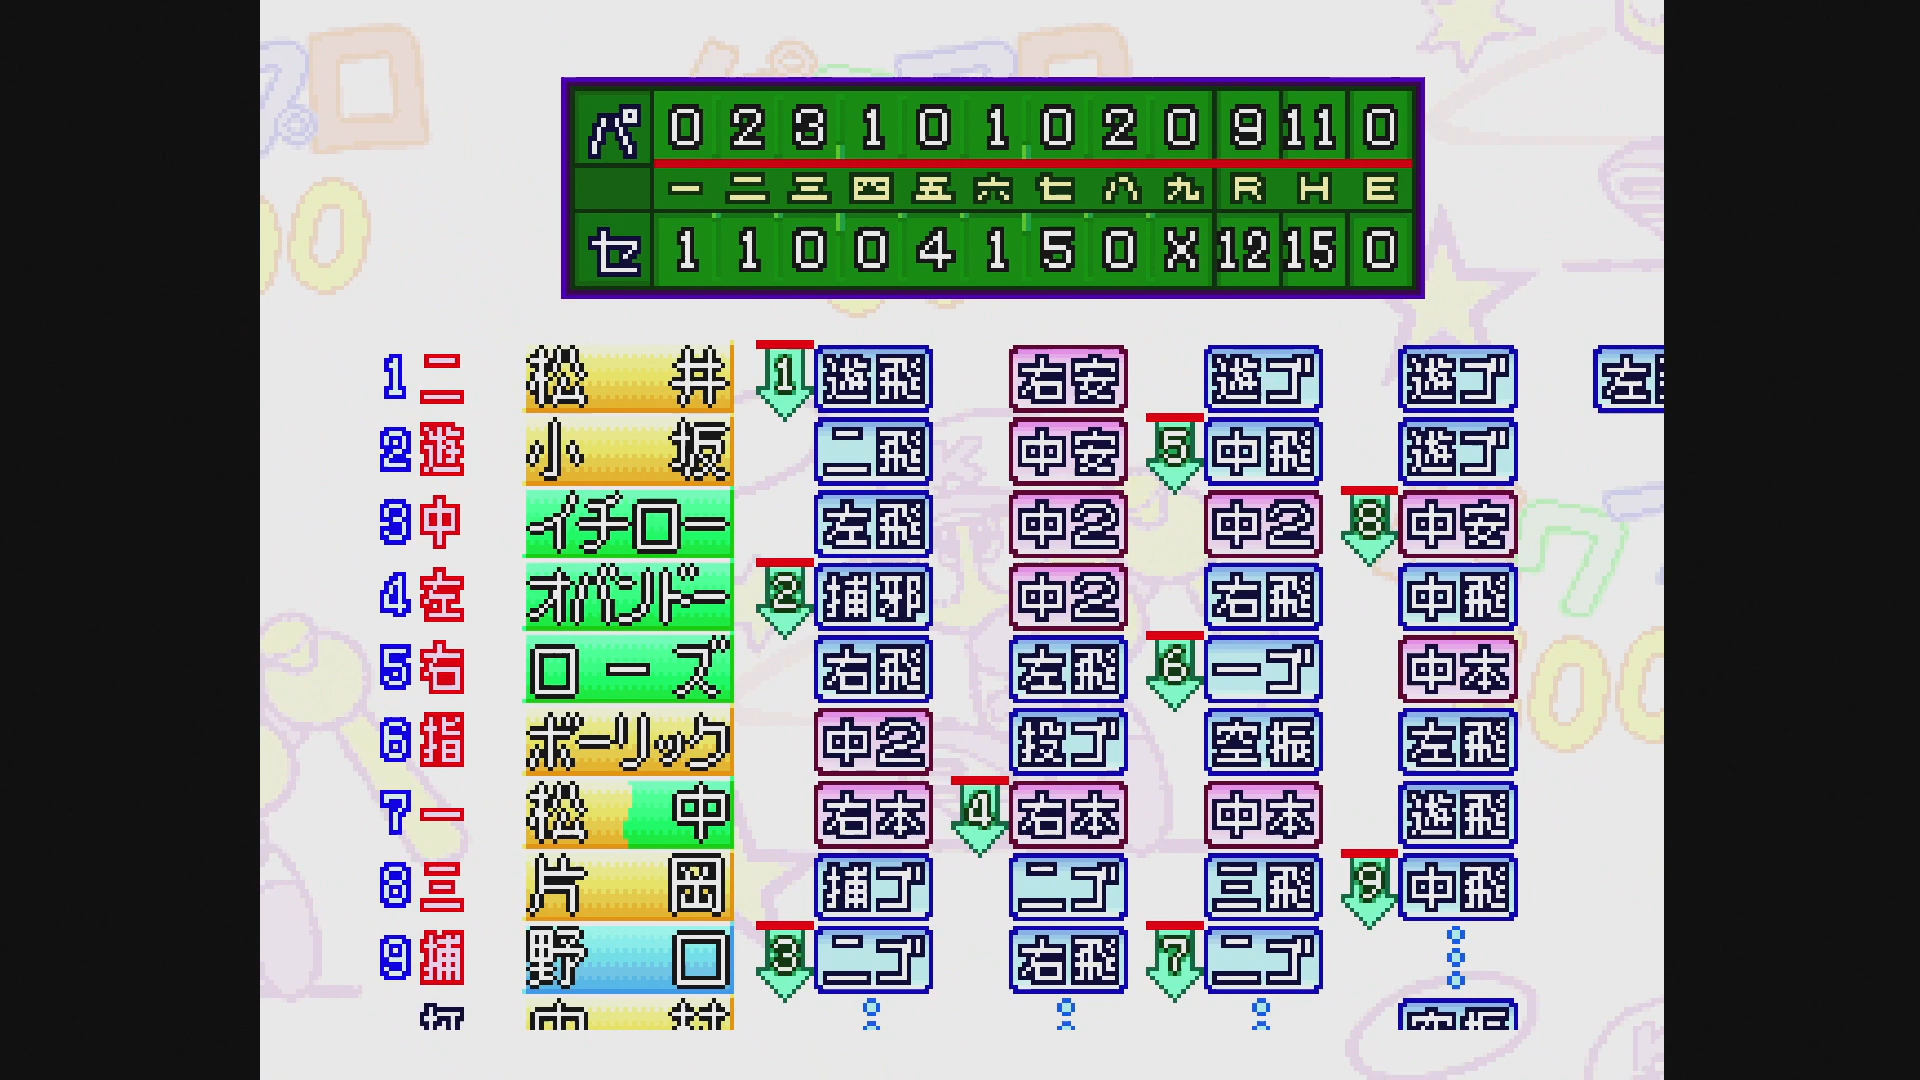 パ 0 2 3 1 0 1 0 2 0 9 11 0
一 二 三 四 五 六 七 八 九 R H E
セ 1 1 0 0 4 1 5 0 X 12 15 0
1 二 松井 1 遊飛 右安 遊ゴ 遊ゴ 左
2 遊 小坂 二飛 中安 5 中飛 遊ゴ
3 中 イチロー 左飛 中2 中2 8 中安
4 左 オバンドー 2 捕邪 中2 右飛 中飛
5 右 ローズ 右飛 左飛 6 一ゴ 中本
6 指 ボーリック 中2 投ゴ 空振 左飛
7 一 松中 右本 4 右本 中本 遊飛
8 三 片岡 捕ゴ 二ゴ 三飛 9 中飛
9 捕 野口 3 二ゴ 右飛 7 二ゴ